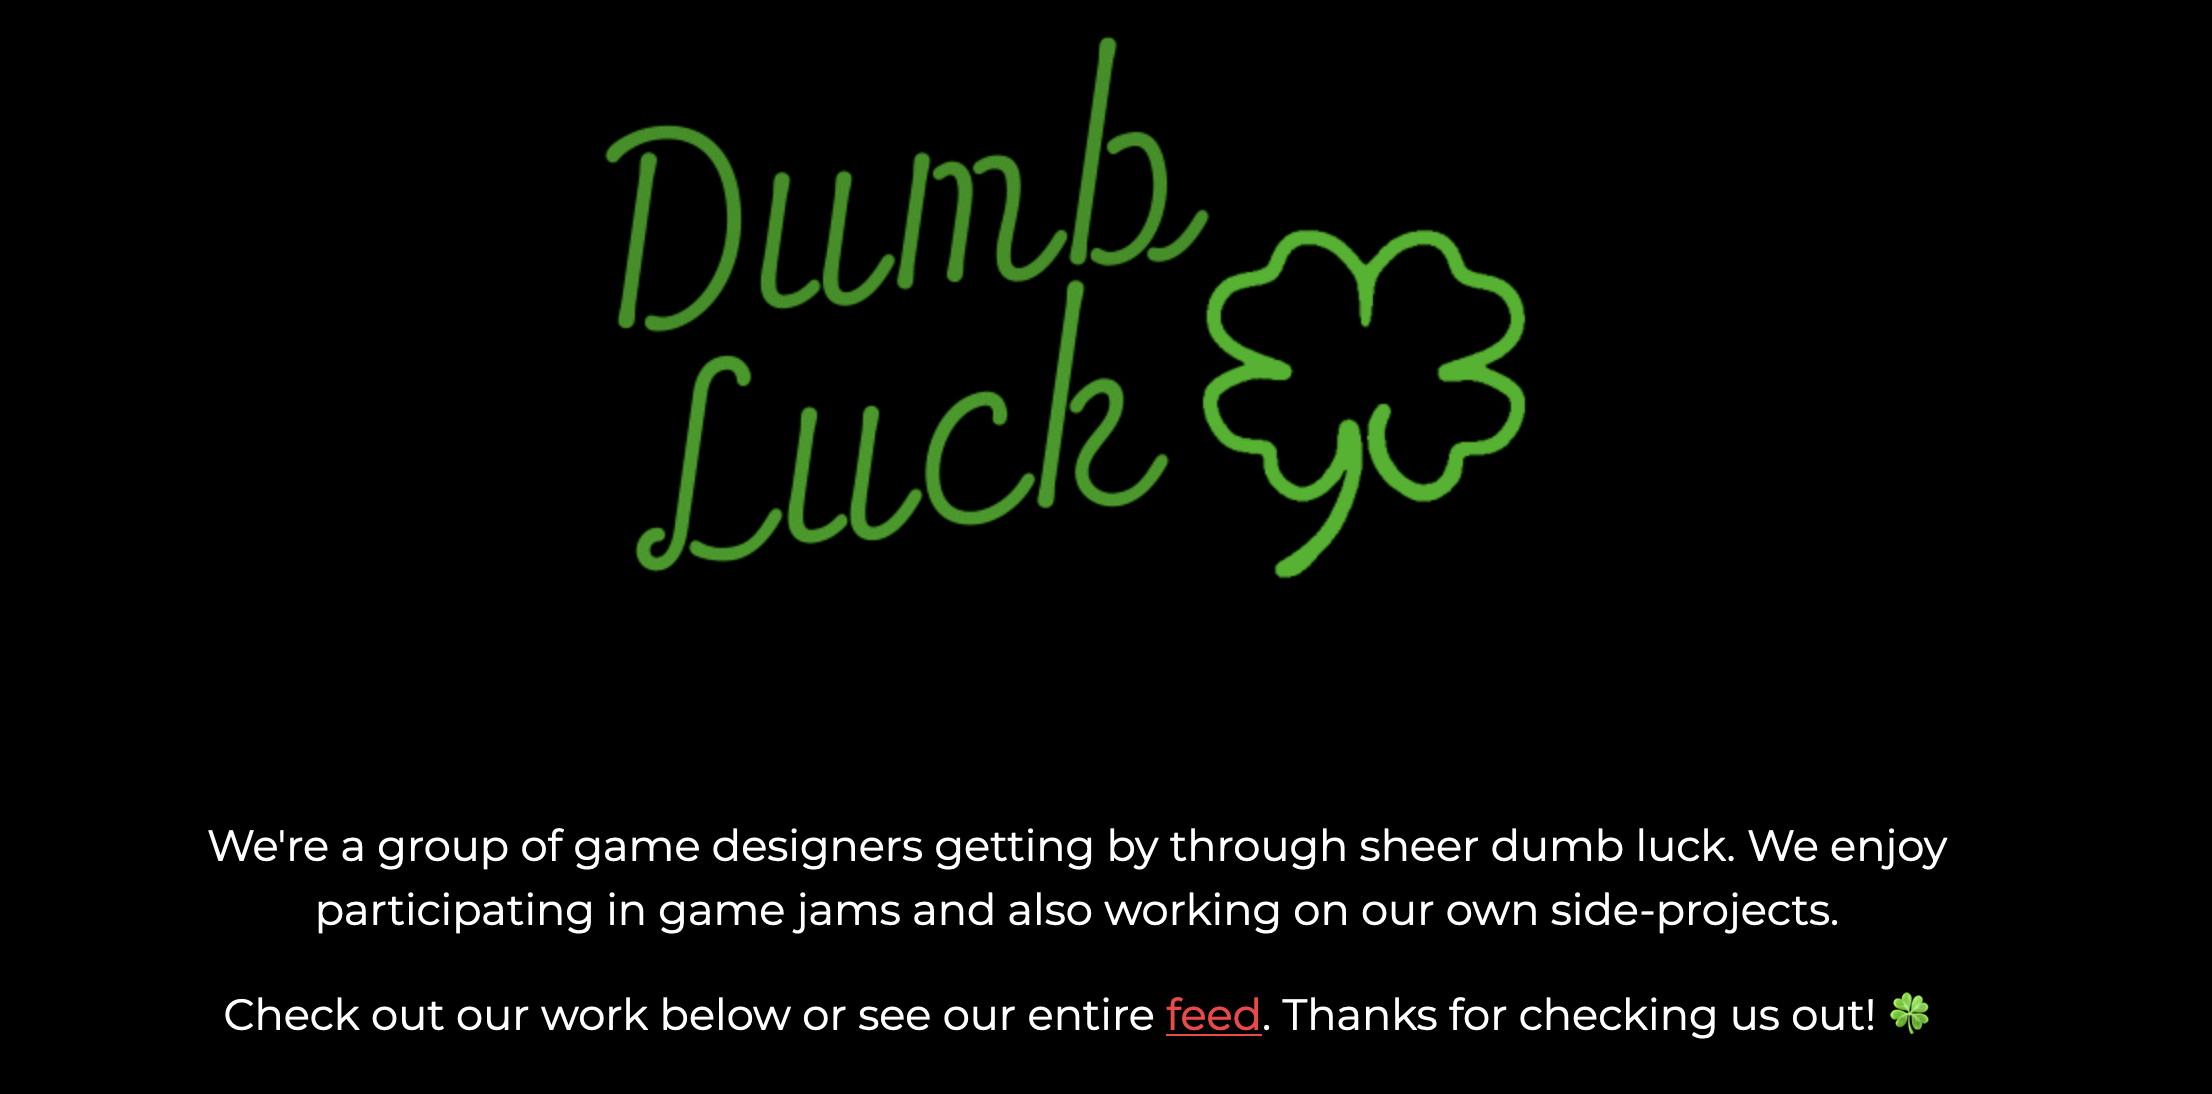 Dumb
Luck
We're a group of game designers getting by through sheer dumb luck. We enjoy
participating in game jams and also working on our own side-projects.
Check out our work below or see our entire feed. Thanks for checking us out! 🍀